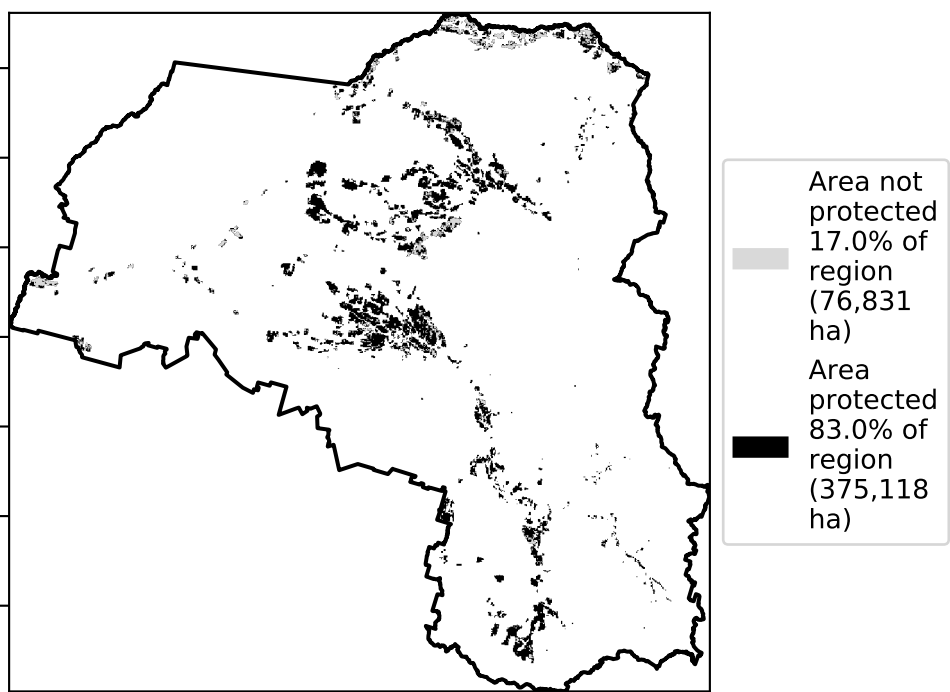 Area not
protected
17.0% of
region
(76,831
ha)
Area
protected
83.0% of
region
(375,118
ha)